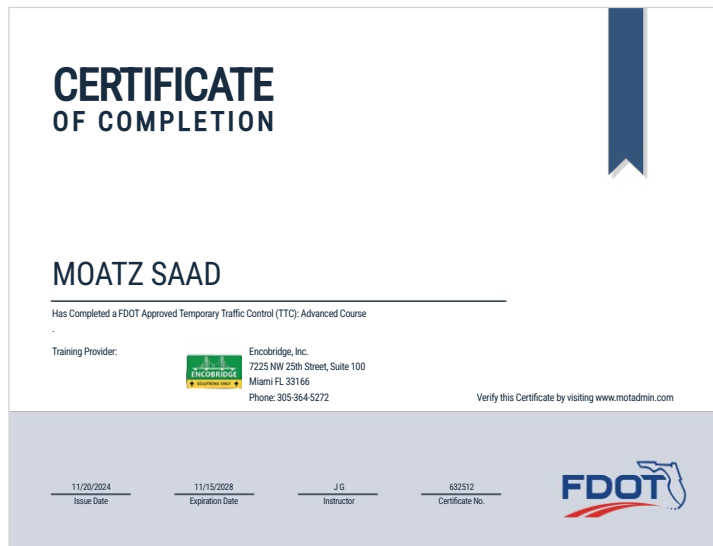 CERTIFICATE
OF COMPLETION
MOATZ SAAD
Has Completed a FDOT Approved Temporary Traffic Control (TTC): Advanced Course
.
Training Provider:
ENCOBRIDGE
SOLUTIONS ONLY
Encobridge, Inc.
7225 NW 25th Street, Suite 100
Miami FL 33166
Phone: 305-364-5272
Verify this Certificate by visiting www.motadmin.com
11/20/2024
Issue Date
11/15/2028
Expiration Date
J G
Instructor
632512
Certificate No.
FDOT